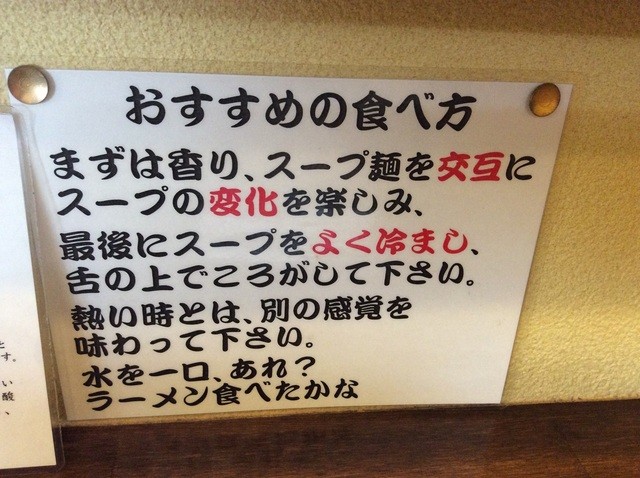 おすすめの食べ方
まずは香り、スープ麺を交互に
スープの変化を楽しみ、
最後にスープをよく冷まし、
舌の上でころがして下さい。
熱い時とは、別の感覚を
味わって下さい。
水を一口、あれ？
ラーメン食べたかな
と
す。
い
酸
、